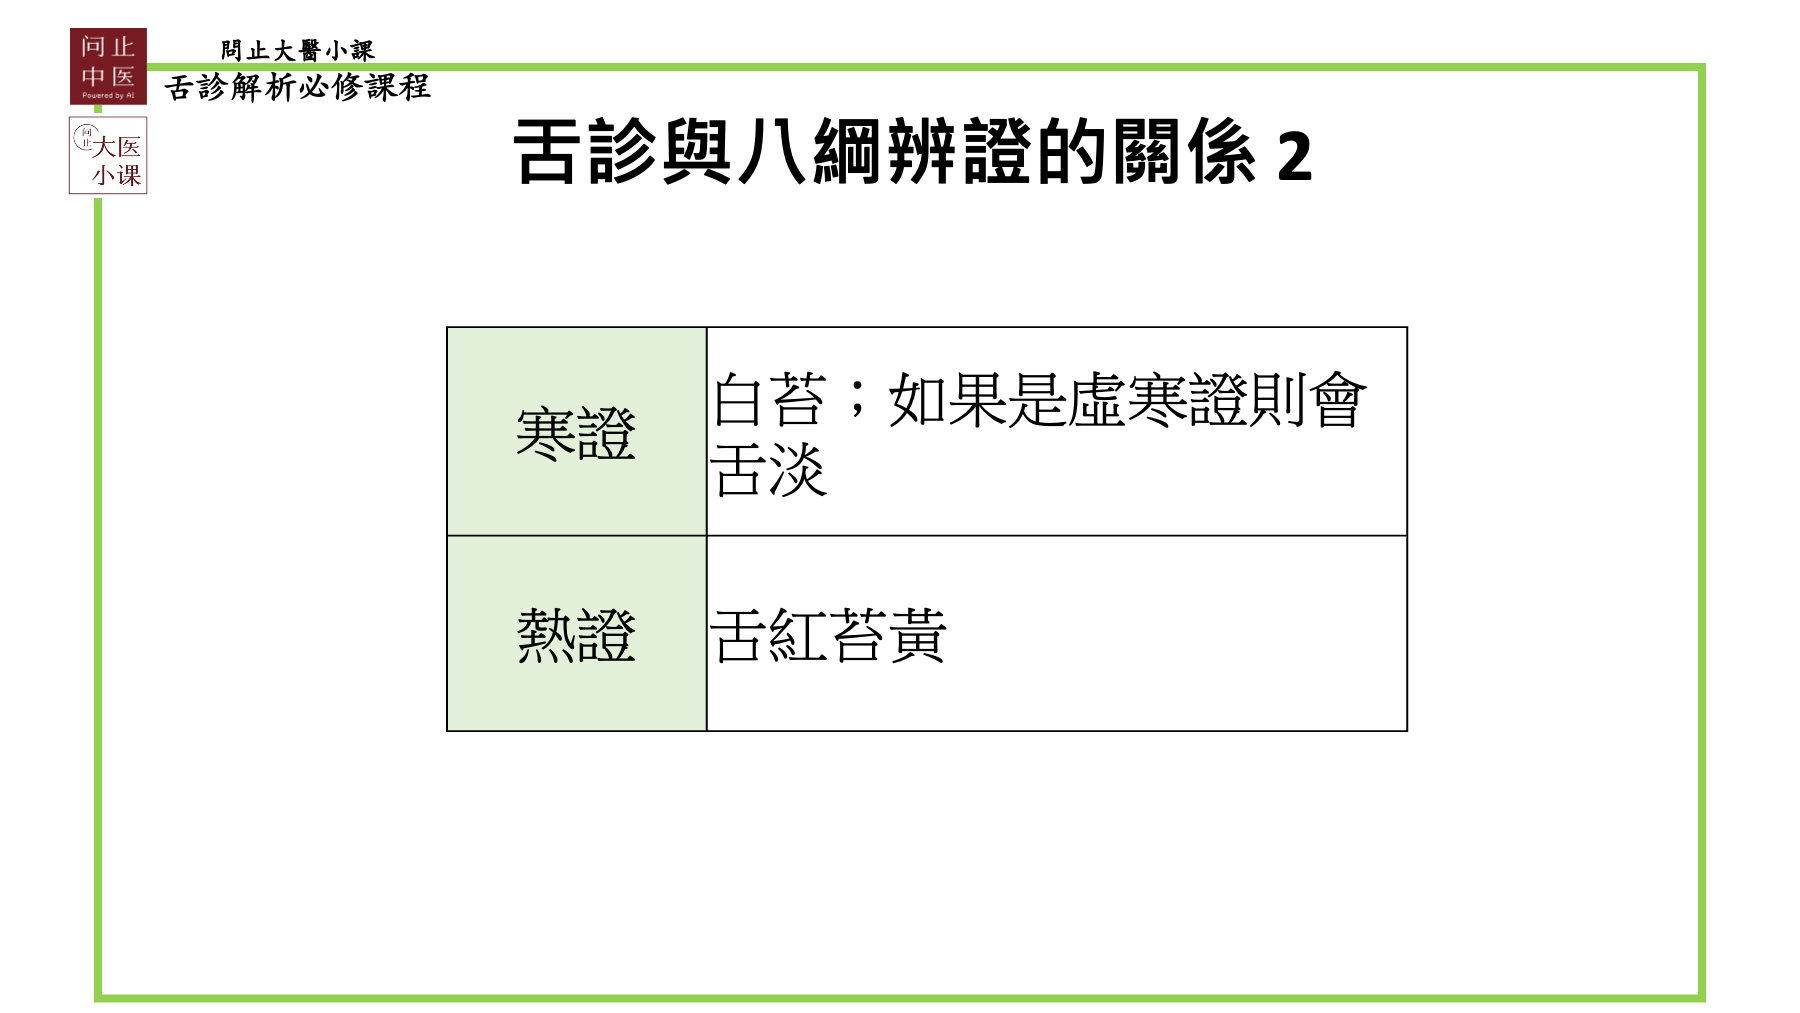 问止
中医
Powered by AI
問止大醫小課
舌診解析必修課程
问止
大医
小课
舌診與八綱辨證的關係 2
寒證
白苔；如果是虛寒證則會
舌淡
熱證
舌紅苔黃